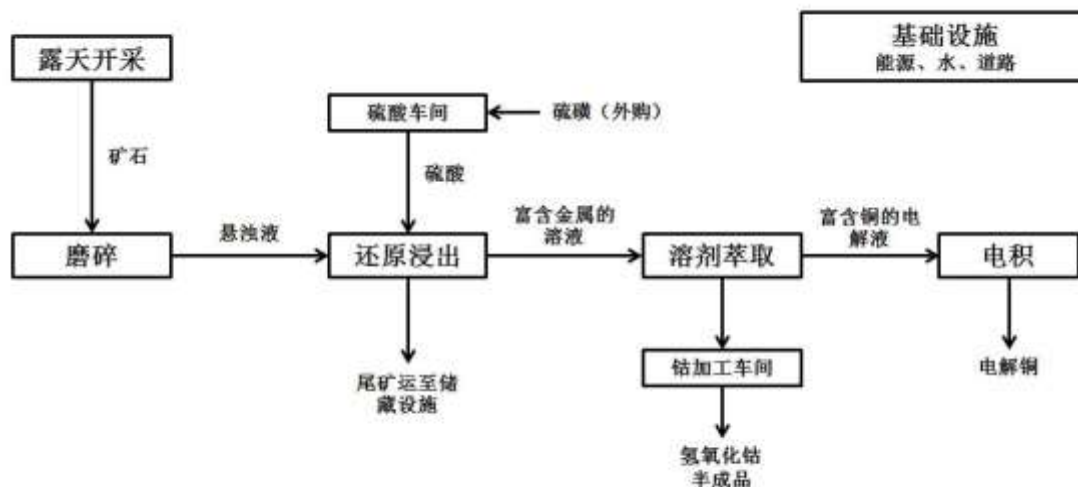 露天开采
基础设施
能源、水、道路
硫酸车间
硫磺（外购）
矿石
硫酸
悬浊液
富含金属的
溶液
富含铜的电
解液
磨碎
还原浸出
溶剂萃取
电积
尾矿运至储
藏设施
钴加工车间
电解铜
氢氧化钴
半成品